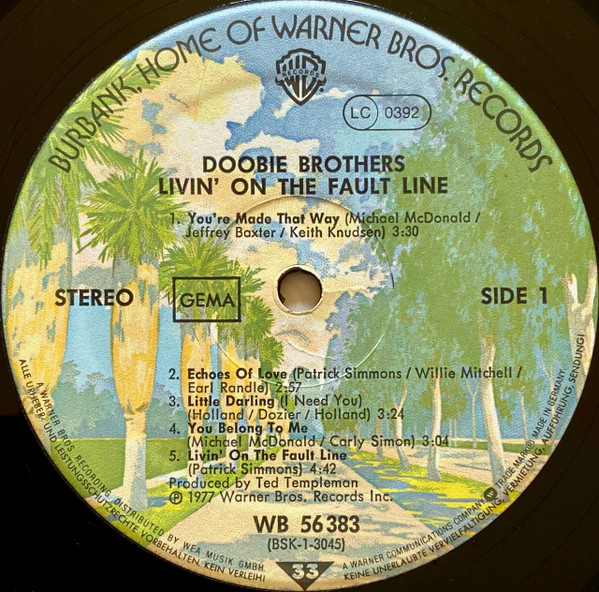 BURBANK, HOME OF WARNER BROS. RECORDS
RECORDS
LC 0392
DOOBIE BROTHERS
LIVIN' ON THE FAULT LINE
1. You're Made That Way (Michael McDonald /
Jeffrey Baxter / Keith Knudsen) 3:30
STEREO GEMA SIDE 1
2. Echoes Of Love (Patrick Simmons / Willie Mitchell /
Earl Randle) 2:57
3. Little Darling (I Need You)
(Holland / Dozier / Holland) 3:24
4. You Belong To Me
(Michael McDonald / Carly Simon) 3:04
5. Livin' On The Fault Line
(Patrick Simmons) 4:42
Produced by Ted Templeman
℗ 1977 Warner Bros. Records Inc.
WB 56 383
(BSK-1-3045)
33
A WARNER BROS. RECORDING. DISTRIBUTED BY WEA MUSIK GMBH.
ALLE URHEBER- UND LEISTUNGSSCHUTZRECHTE VORBEHALTEN. KEIN VERLEIH!
A WARNER COMMUNICATIONS COMPANY TRADE MARK(S) MADE IN GERMANY
KEINE UNERLAUBTE VERVIELFÄLTIGUNG, VERMIETUNG, AUFFÜHRUNG, SENDUNG!